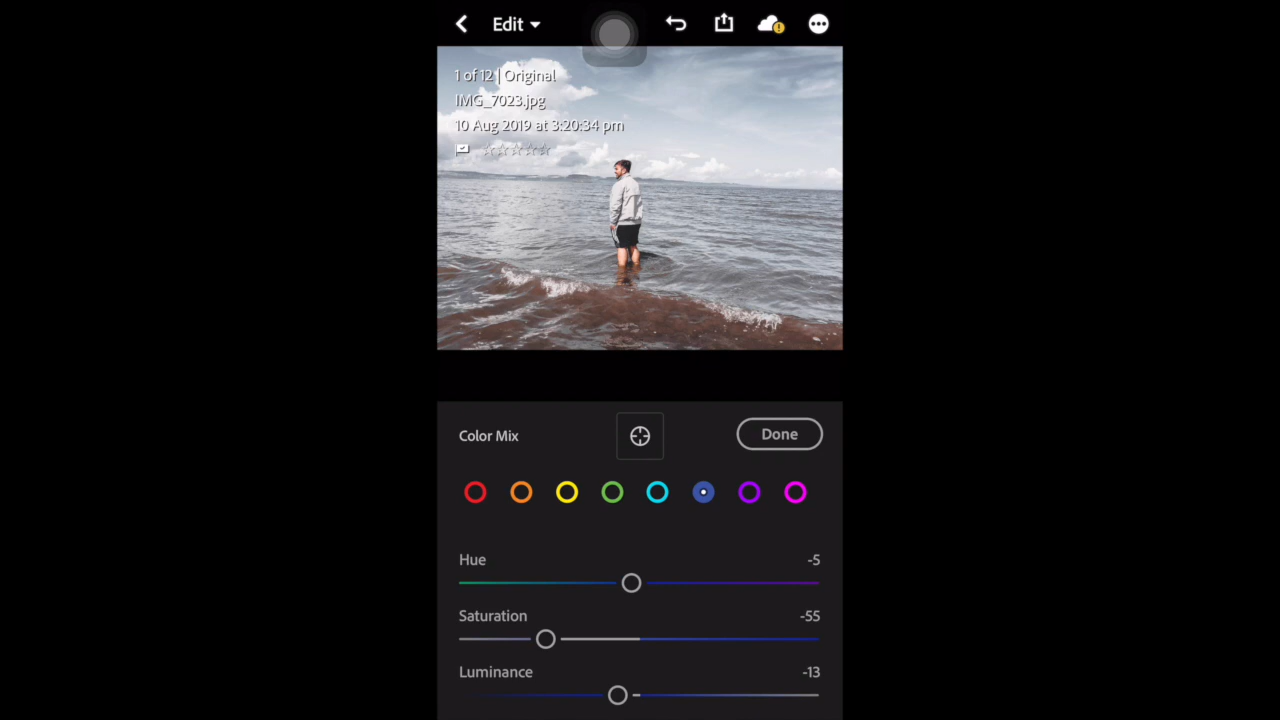 Edit
1 of 12 | Original
IMG_7023.jpg
10 Aug 2019 at 3:20:34 pm
Color Mix
Done
Hue -5
Saturation -55
Luminance -13